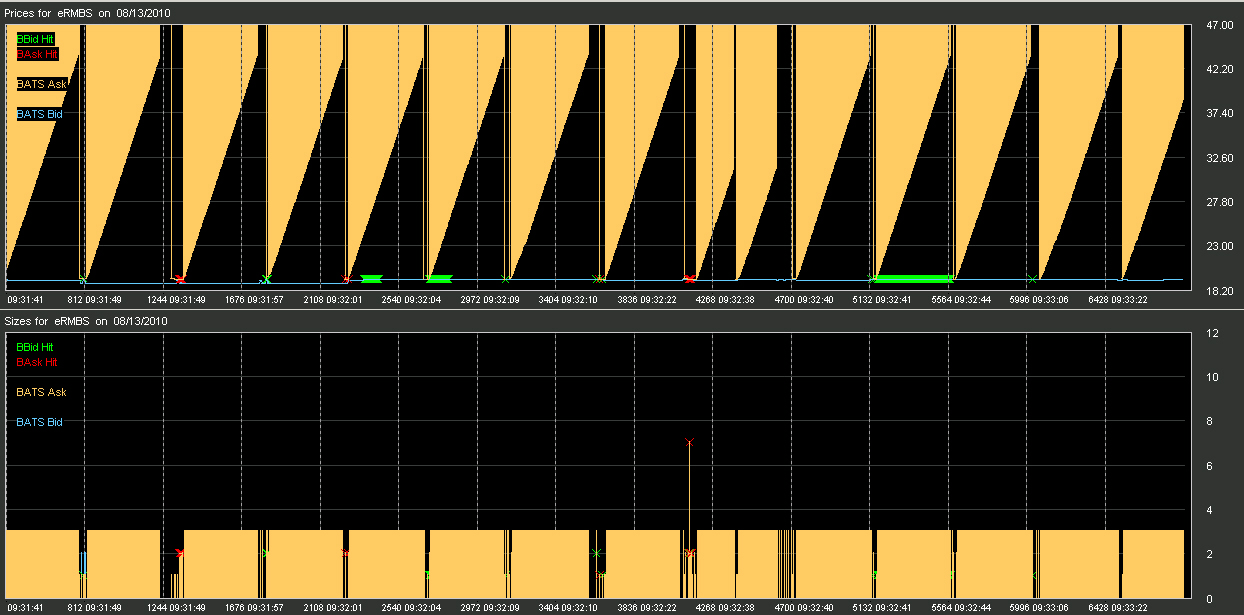 Prices for eRMBS on 08/13/2010
47.00
BBid Hit
BAsk Hit
42.20
BATS Ask
BATS Bid
37.40
32.60
27.80
23.00
18.20
09:31:41 812 09:31:49 1244 09:31:49 1676 09:31:57 2108 09:32:01 2540 09:32:04 2972 09:32:09 3404 09:32:10 3836 09:32:22 4268 09:32:38 4700 09:32:40 5132 09:32:41 5564 09:32:44 5996 09:33:06 6428 09:33:22
Sizes for eRMBS on 08/13/2010
12
BBid Hit
BAsk Hit
10
BATS Ask
BATS Bid
8
6
4
2
0
09:31:41 812 09:31:49 1244 09:31:49 1676 09:31:57 2108 09:32:01 2540 09:32:04 2972 09:32:09 3404 09:32:10 3836 09:32:22 4268 09:32:38 4700 09:32:40 5132 09:32:41 5564 09:32:44 5996 09:33:06 6428 09:33:22